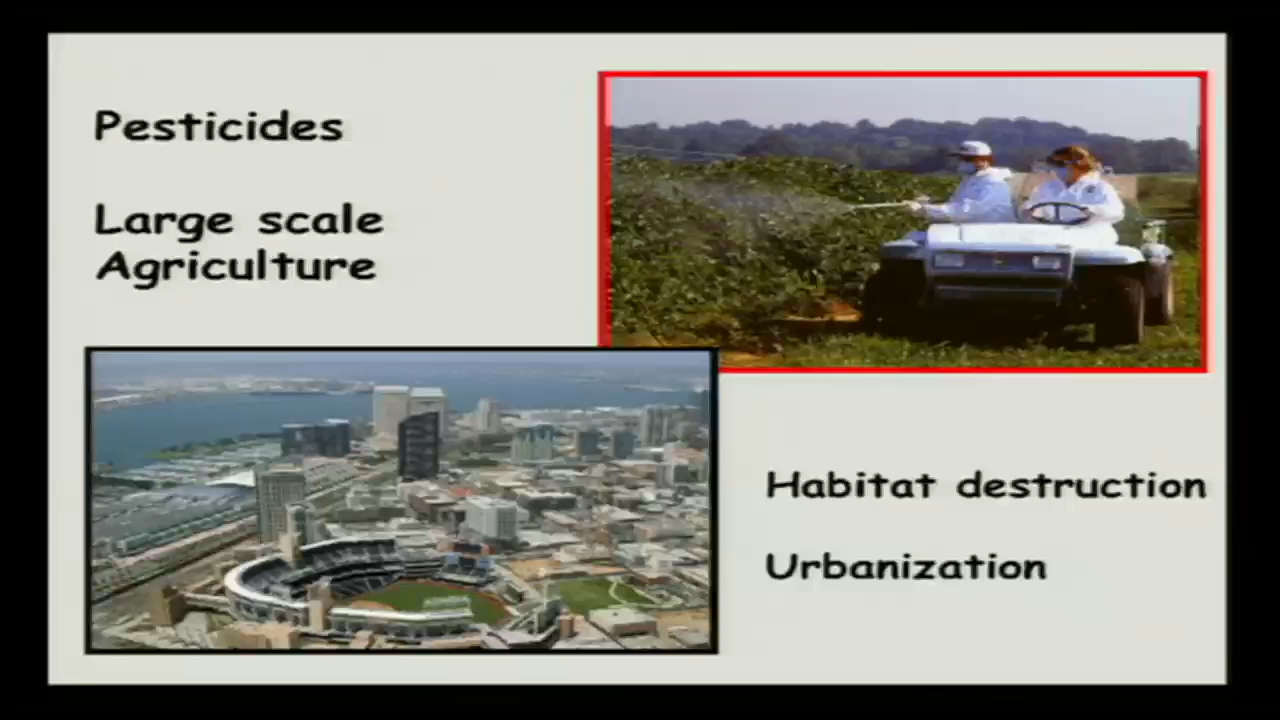 Pesticides
Large scale
Agriculture
Habitat destruction
Urbanization